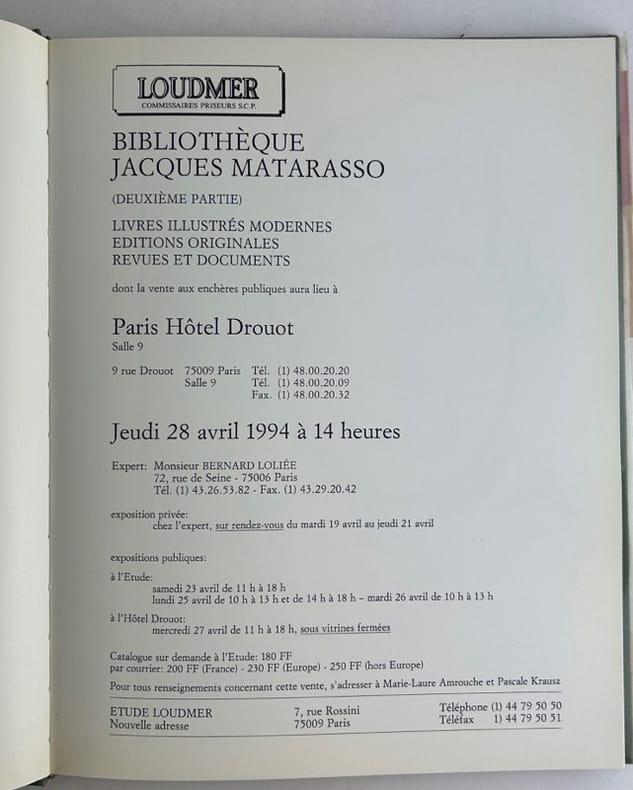 LOUDMER
COMMISSAIRES PRISEURS S.C.P.
BIBLIOTHÈQUE
JACQUES MATARASSO
(DEUXIÈME PARTIE)
LIVRES ILLUSTRÉS MODERNES
EDITIONS ORIGINALES
REVUES ET DOCUMENTS
dont la vente aux enchères publiques aura lieu à
Paris Hôtel Drouot
Salle 9
9 rue Drouot 75009 Paris Tél. (1) 48.00.20.20
Salle 9 Tél. (1) 48.00.20.09
Fax. (1) 48.00.20.32
Jeudi 28 avril 1994 à 14 heures
Expert: Monsieur BERNARD LOLIÉE
72, rue de Seine - 75006 Paris
Tél. (1) 43.26.53.82 - Fax. (1) 43.29.20.42
exposition privée:
chez l'expert, sur rendez-vous du mardi 19 avril au jeudi 21 avril
expositions publiques:
à l'Etude:
samedi 23 avril de 11 h à 18 h
lundi 25 avril de 10 h à 13 h et de 14 h à 18 h – mardi 26 avril de 10 h à 13 h
à l'Hôtel Drouot:
mercredi 27 avril de 11 h à 18 h, sous vitrines fermées
Catalogue sur demande à l'Etude: 180 FF
par courrier: 200 FF (France) - 230 FF (Europe) - 250 FF (hors Europe)
Pour tous renseignements concernant cette vente, s'adresser à Marie-Laure Amrouche et Pascale Krausz
ETUDE LOUDMER 7, rue Rossini Téléphone (1) 44 79 50 50
Nouvelle adresse 75009 Paris Téléfax 1) 44 79 50 51